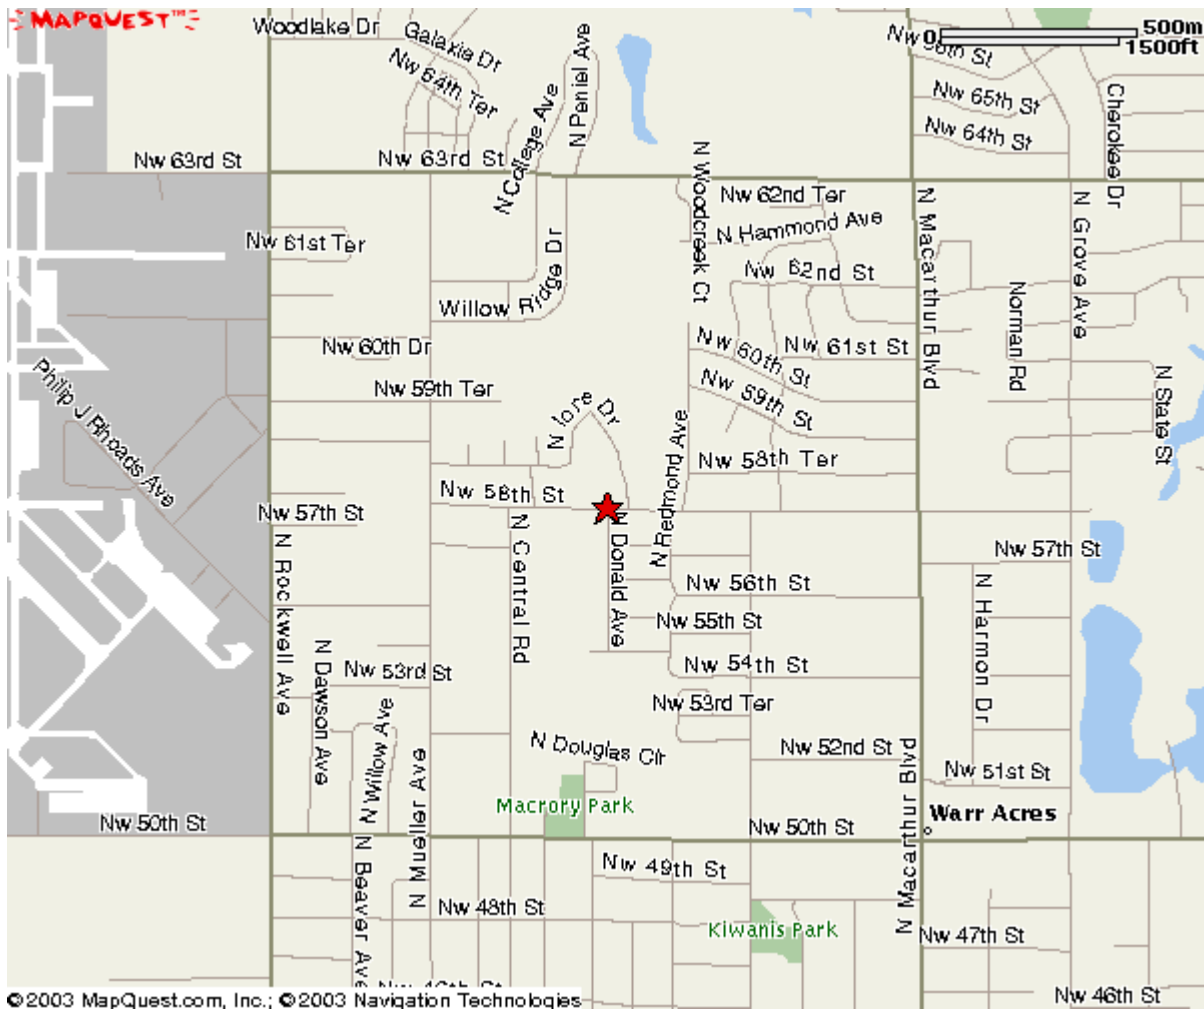 MAPQUEST™
Woodlake Dr
Galaxie Dr
Nw 64th Ter
N Peniel Ave
N College Ave
0
500m
1500ft
Nw 65th St
Nw 64th St
Cherokee Dr
Nw 63rd St
Nw 63rd St
N Woodcreek Ct
Nw 62nd Ter
N Hammond Ave
Nw 62nd St
N Macarthur Blvd
N Grove Ave
Nw 61st Ter
Willow Ridge Dr
Norman Rd
Nw 60th Dr
Nw 60th St
Nw 61st St
Philip J Rhoads Ave
Nw 59th Ter
Nw 59th St
N State St
N Iore Dr
N Redmond Ave
Nw 58th Ter
Nw 58th St
Nw 57th St
N Rockwell Ave
N Central Rd
N Donald Ave
Nw 57th St
Nw 56th St
N Harmon Dr
Nw 55th St
N Dawson Ave
Nw 53rd St
Nw 54th St
Nw 53rd Ter
N Willow Ave
N Mueller Ave
N Douglas Cir
Nw 52nd St
N Macarthur Blvd
Nw 51st St
Macrory Park
Warr Acres
Nw 50th St
Nw 50th St
N Beaver Ave
Nw 49th St
Nw 48th St
Kiwanis Park
Nw 47th St
Nw 46th St
©2003 MapQuest.com, Inc.; ©2003 Navigation Technologies